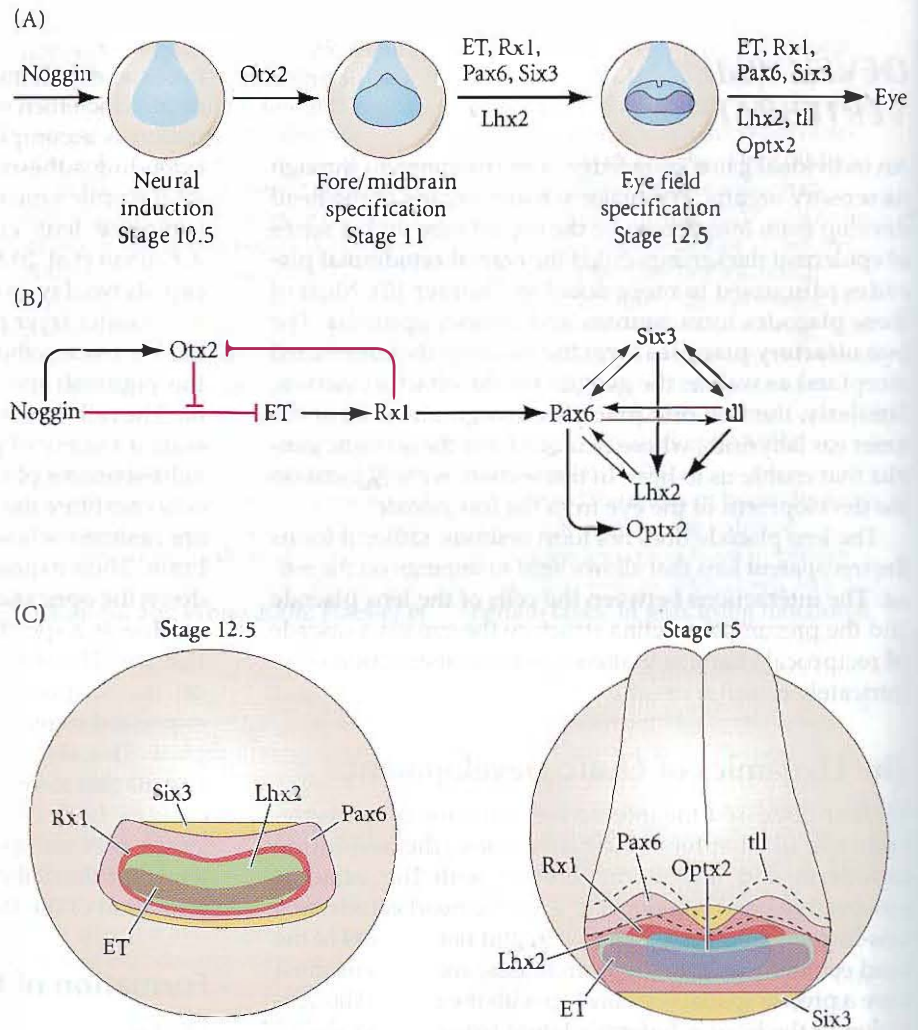 (A)
Noggin
Otx2
ET, Rx1,
Pax6, Six3
Lhx2
ET, Rx1,
Pax6, Six3
Lhx2, tll
Optx2
Eye
Neural
induction
Stage 10.5
Fore/midbrain
specification
Stage 11
Eye field
specification
Stage 12.5
(B)
Six3
Otx2
Noggin
ET
Rx1
Pax6
tll
Lhx2
Optx2
(C)
Stage 12.5
Stage 15
Six3
Lhx2
Rx1
Pax6
ET
Pax6
tll
Rx1
Optx2
Lhx2
ET
Six3